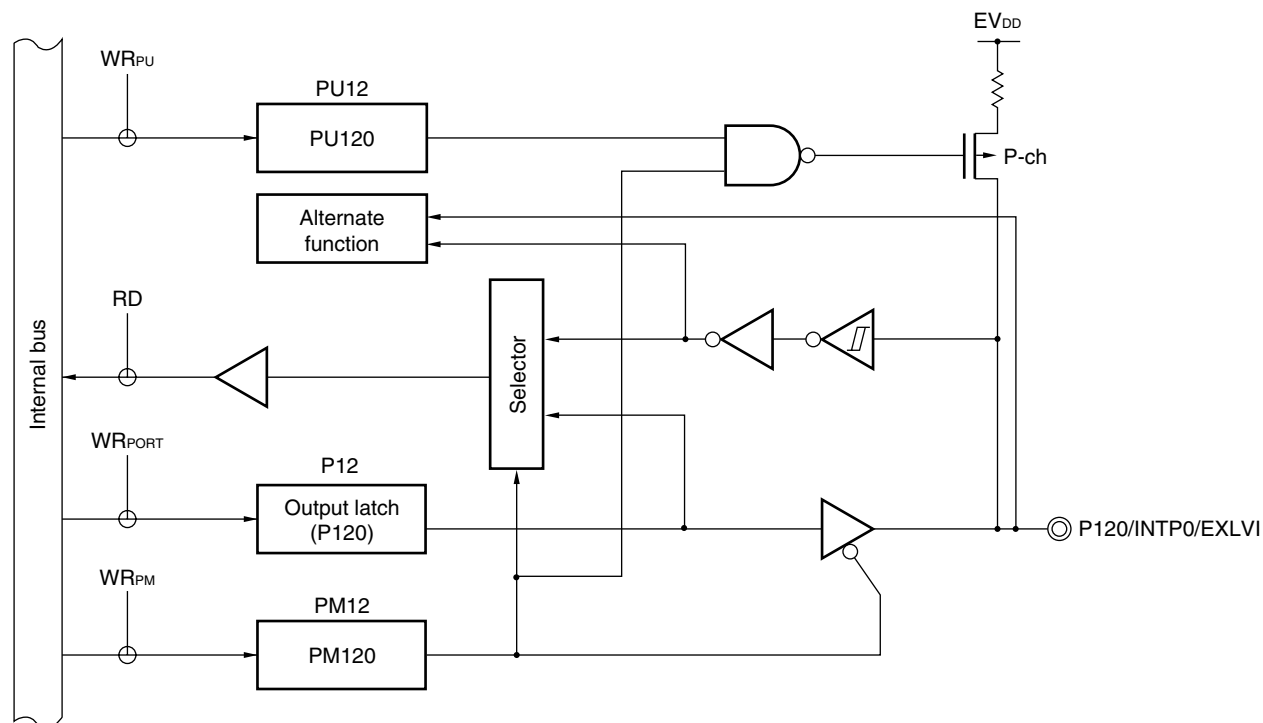 EVDD
WRPU
PU12
PU120
P-ch
Alternate
function
RD
Selector
Internal bus
WRPORT
P12
Output latch
(P120)
P120/INTP0/EXLVI
WRPM
PM12
PM120